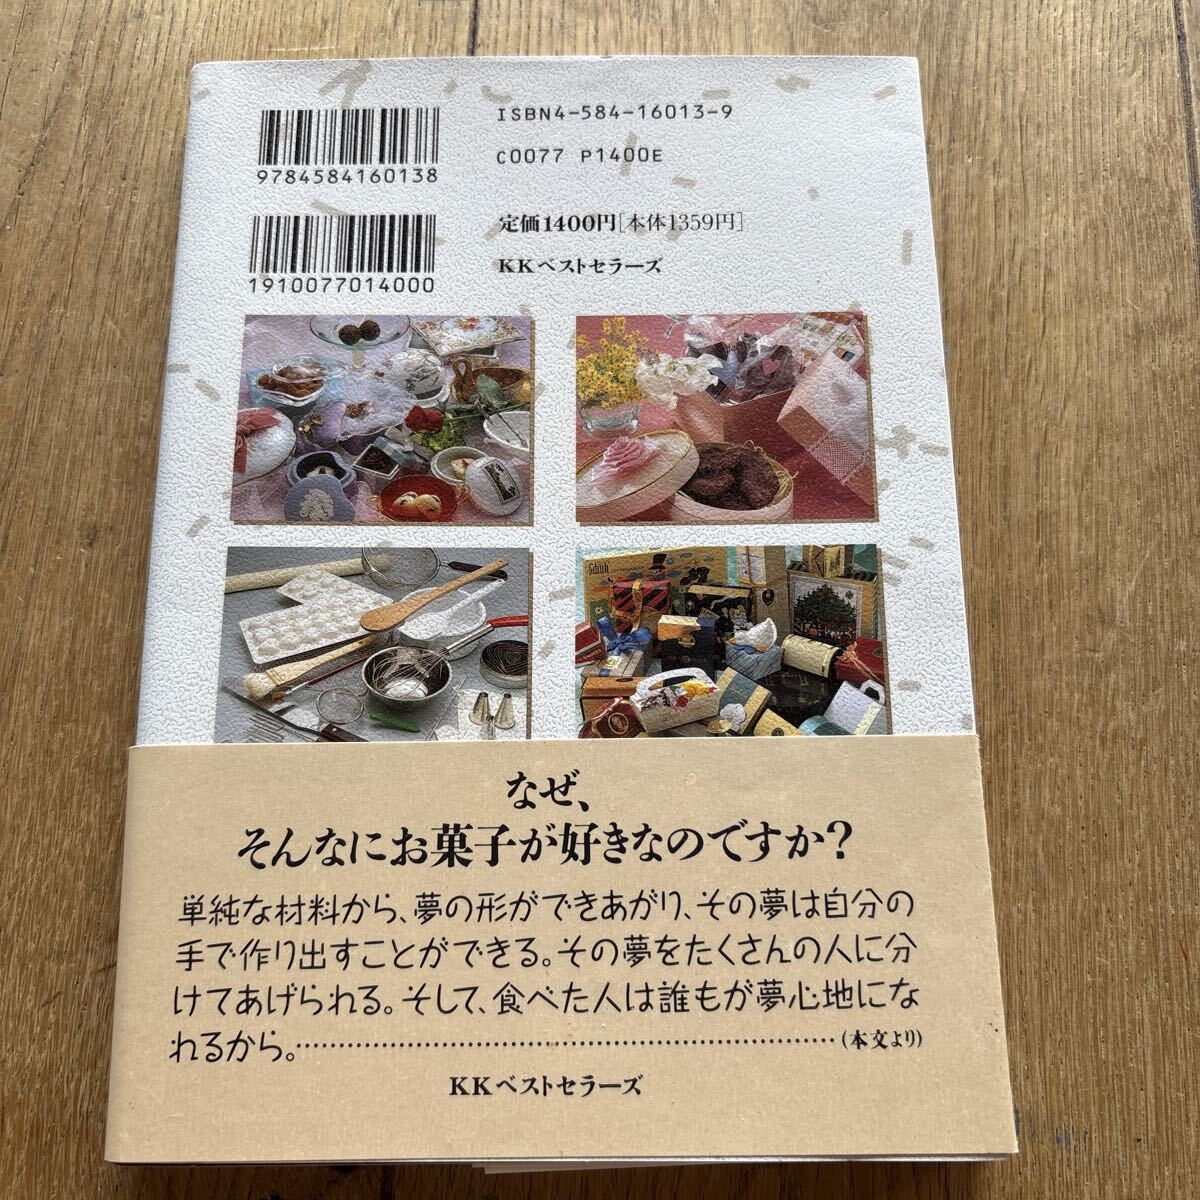 ISBN4-584-16013-9
9784584160138
C0077 P1400E
定価1400円[本体1359円]
1910077014000
KKベストセラーズ
なぜ、
そんなにお菓子が好きなのですか?
単純な材料から、夢の形ができあがり、その夢は自分の
手で作り出すことができる。その夢をたくさんの人に分
けてあげられる。そして、食べた人は誰もが夢心地にな
れるから。……………………………………………………(本文より)
KKベストセラーズ